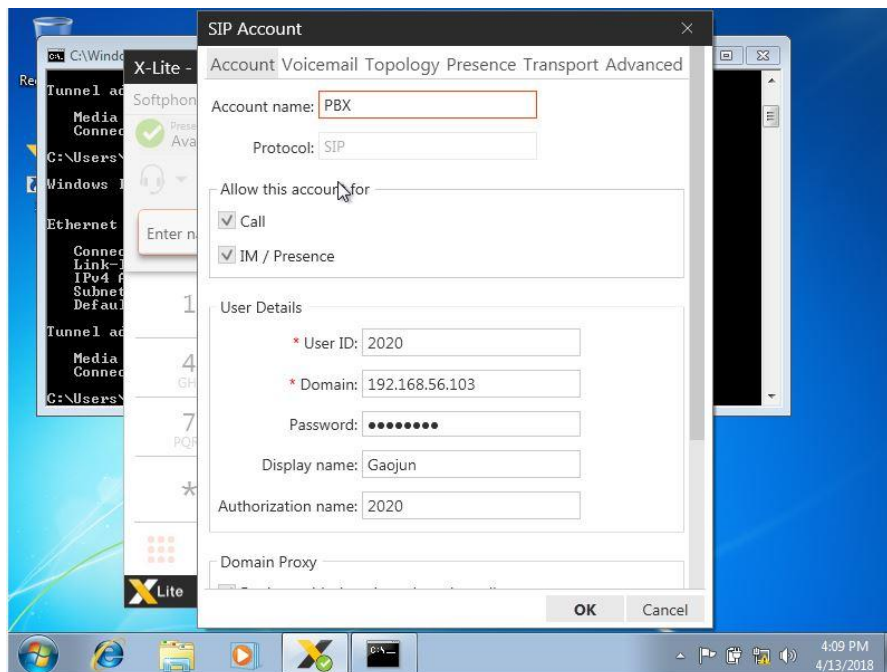 SIP Account
C:\Windo
X-Lite -
Account Voicemail Topology Presence Transport Advanced
Tunnel ad
Softphon
Account name: PBX
Media
Connec
Ava
Protocol: SIP
C:\Users\
Windows
Allow this account for
Call
Ethernet
Enter n
IM / Presence
Connec
Link-l
IPv4
Subnet
Defaul
1
User Details
Tunnel ad
* User ID: 2020
Media
Connec
4
GH
* Domain: 192.168.56.103
C:\Users\
7
PQR
Password: ●●●●●●●●
Display name: Gaojun
*
Authorization name: 2020
Domain Proxy
X Lite
OK Cancel
C:\_
4:09 PM
4/13/2018